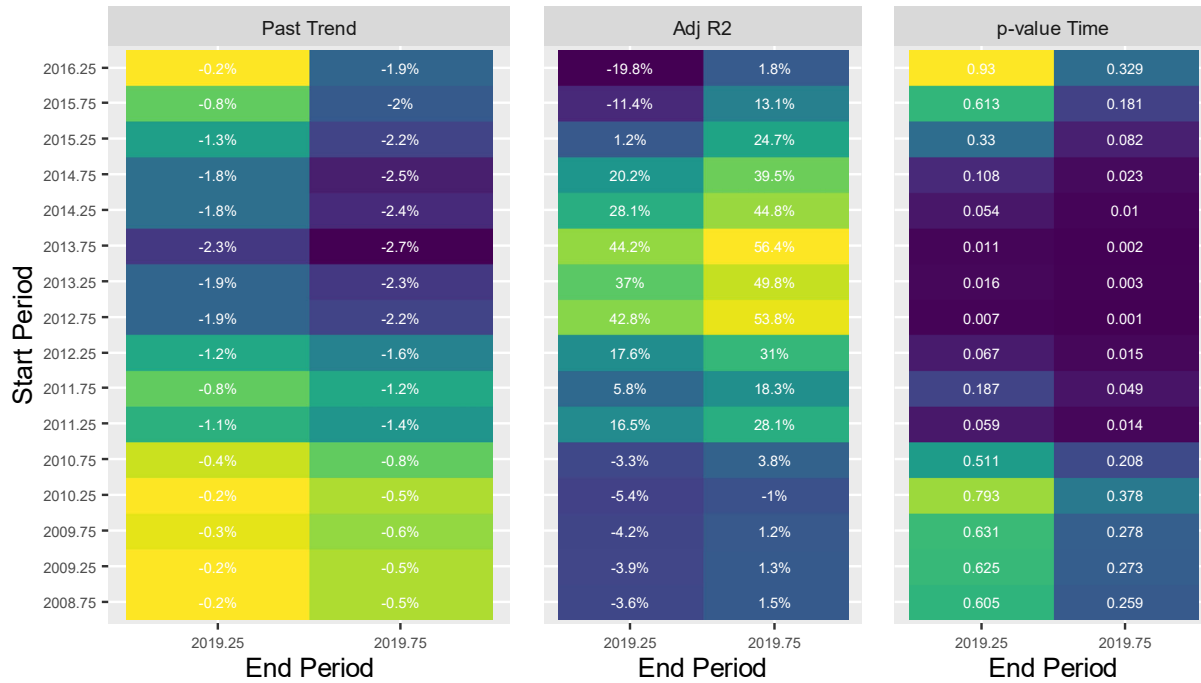 Past Trend Adj R2 p-value Time
Start Period
2016.25 -0.2% -1.9% -19.8% 1.8% 0.93 0.329
2015.75 -0.8% -2% -11.4% 13.1% 0.613 0.181
2015.25 -1.3% -2.2% 1.2% 24.7% 0.33 0.082
2014.75 -1.8% -2.5% 20.2% 39.5% 0.108 0.023
2014.25 -1.8% -2.4% 28.1% 44.8% 0.054 0.01
2013.75 -2.3% -2.7% 44.2% 56.4% 0.011 0.002
2013.25 -1.9% -2.3% 37% 49.8% 0.016 0.003
2012.75 -1.9% -2.2% 42.8% 53.8% 0.007 0.001
2012.25 -1.2% -1.6% 17.6% 31% 0.067 0.015
2011.75 -0.8% -1.2% 5.8% 18.3% 0.187 0.049
2011.25 -1.1% -1.4% 16.5% 28.1% 0.059 0.014
2010.75 -0.4% -0.8% -3.3% 3.8% 0.511 0.208
2010.25 -0.2% -0.5% -5.4% -1% 0.793 0.378
2009.75 -0.3% -0.6% -4.2% 1.2% 0.631 0.278
2009.25 -0.2% -0.5% -3.9% 1.3% 0.625 0.273
2008.75 -0.2% -0.5% -3.6% 1.5% 0.605 0.259
2019.25 2019.75 2019.25 2019.75 2019.25 2019.75
End Period End Period End Period